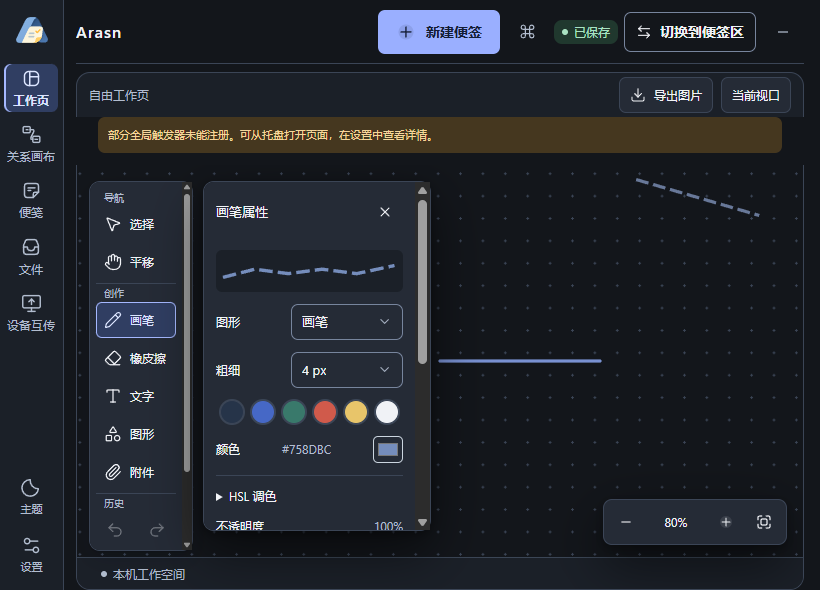 Arasn
新建便签
已保存
切换到便签区
工作页
关系画布
便笺
文件
设备互传
主题
设置
自由工作页
导出图片
当前视口
部分全局触发器未能注册。可从托盘打开页面，在设置中查看详情。
导航
选择
平移
创作
画笔
橡皮擦
文字
图形
附件
历史
画笔属性
图形
画笔
粗细
4 px
颜色
#758DBC
HSL 调色
不透明度
100%
80%
本机工作空间